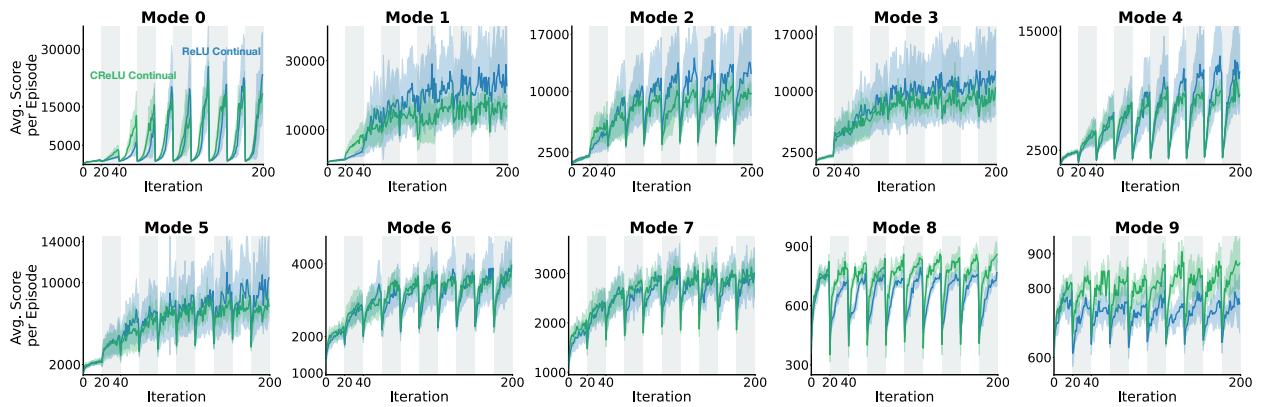 Mode 0
Mode 1
Mode 2
Mode 3
Mode 4
Avg. Score
per Episode
30000
15000
5000
ReLU Continual
CReLU Continual
0 20 40 200
Iteration
30000
10000
0 20 40 200
Iteration
17000
10000
2500
0 20 40 200
Iteration
17000
10000
2500
0 20 40 200
Iteration
15000
2500
0 20 40 200
Iteration
Mode 5
Mode 6
Mode 7
Mode 8
Mode 9
Avg. Score
per Episode
14000
10000
2000
0 20 40 200
Iteration
4000
2000
1000
0 20 40 200
Iteration
3000
2000
1000
0 20 40 200
Iteration
900
600
300
0 20 40 200
Iteration
900
800
600
0 20 40 200
Iteration